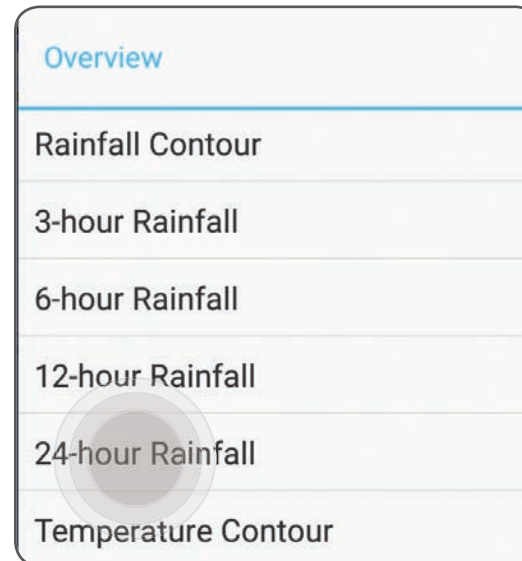 Overview
Rainfall Contour
3-hour Rainfall
6-hour Rainfall
12-hour Rainfall
24-hour Rainfall
Temperature Contour